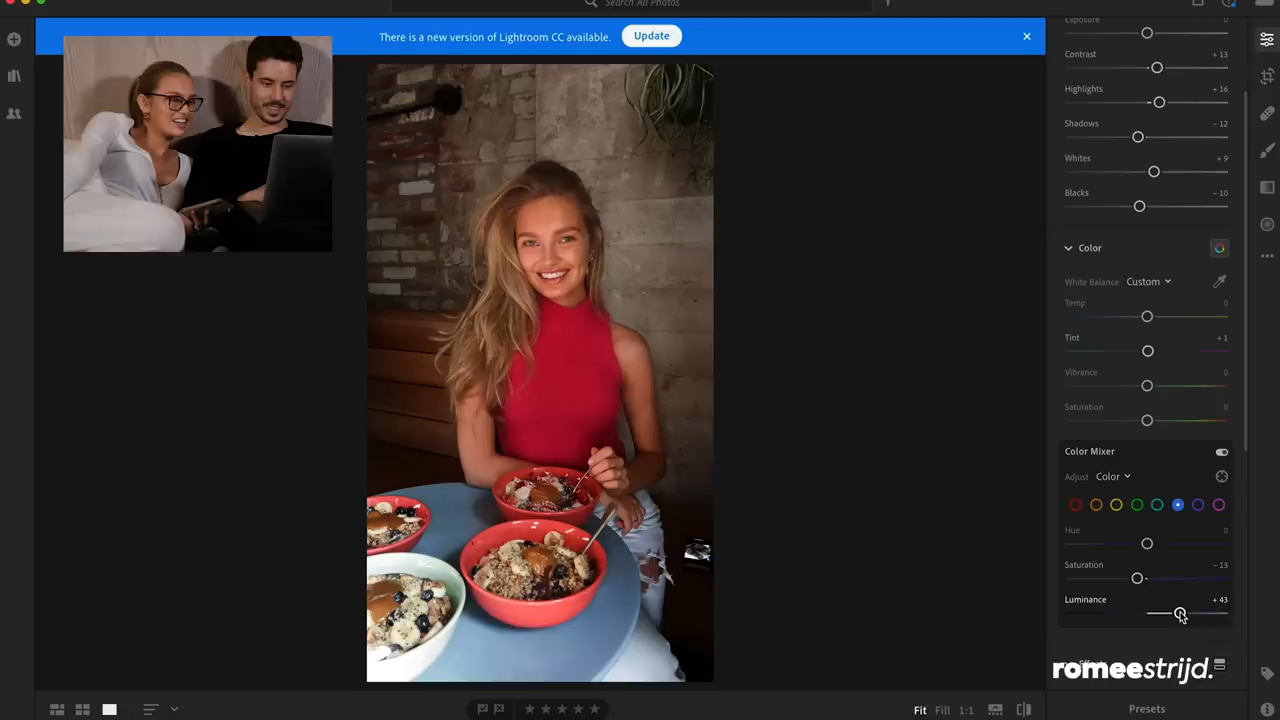 Search All Photos
There is a new version of Lightroom CC available.
Update
Exposure 0
Contrast + 13
Highlights + 16
Shadows − 12
Whites + 9
Blacks − 10
Color
White Balance Custom
Temp 0
Tint + 1
Vibrance 0
Saturation 0
Color Mixer
Adjust Color
Hue 0
Saturation − 13
Luminance + 43
romeestrijd.
Fit Fill 1:1
Presets